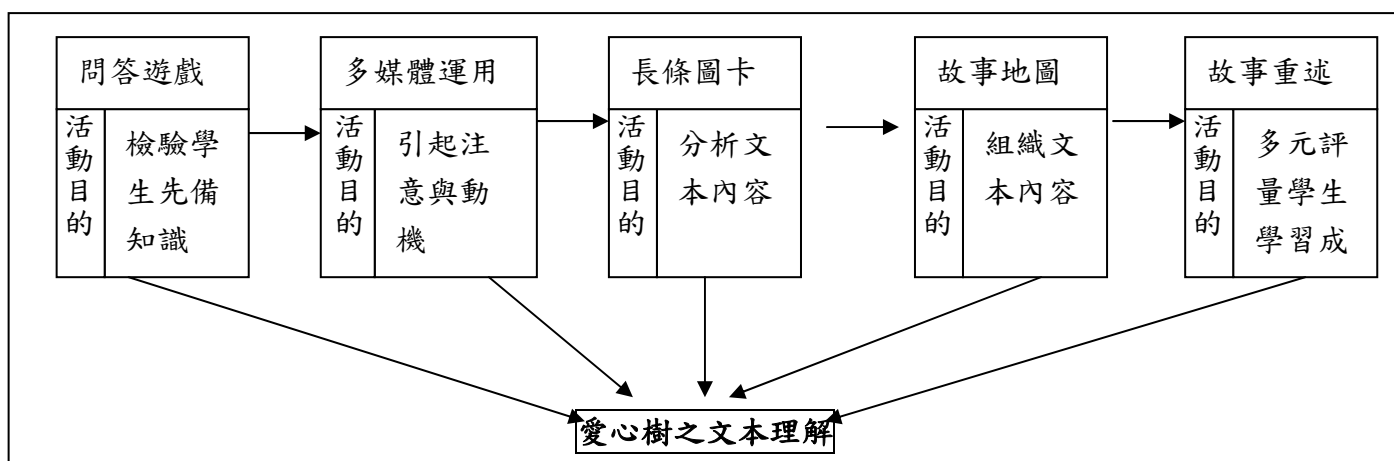 問答遊戲
活動目的
檢驗學
生先備
知識
多媒體運用
活動目的
引起注
意與動
機
長條圖卡
活動目的
分析文
本內容
故事地圖
活動目的
組織文
本內容
故事重述
活動目的
多元評
量學生
學習成
愛心樹之文本理解